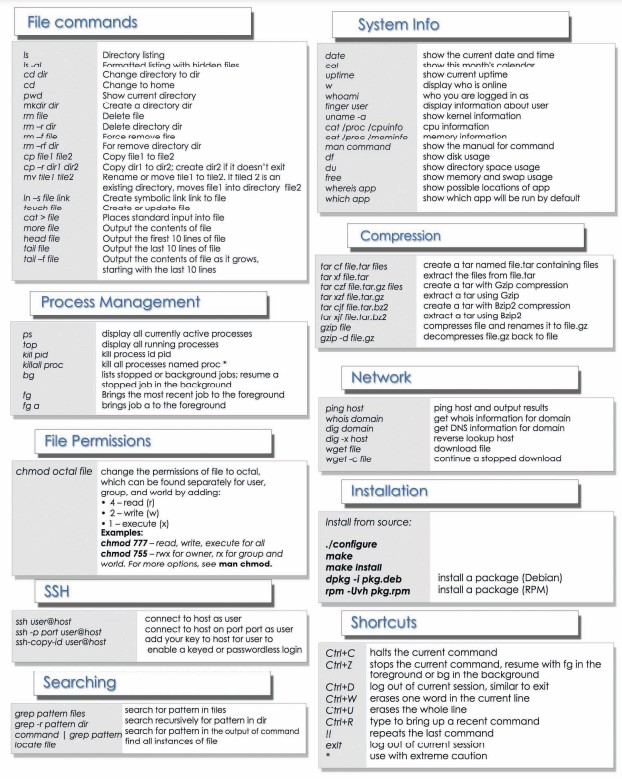 File commands
ls Directory listing
ls -al Formatted listing with hidden files
cd dir Change directory to dir
cd Change to home
pwd Show current directory
mkdir dir Create a directory dir
rm file Delete file
rm –r dir Delete directory dir
rm –f file Force remove fire
rm –rf dir For remove directory dir
cp file1 file2 Copy file1 to file2
cp –r dir1 dir2 Copy dir1 to dir2; create dir2 if it doesn't exit
mv file1 file2 Rename or move file1 to file2. If tiled 2 is an
existing directory, moves file1 into directory file2
ln –s file link Create symbolic link link to file
touch file Create or update file
cat > file Places standard input into file
more file Output the contents of file
head file Output the firest 10 lines of file
tail file Output the last 10 line of file
tail –f file Output the contents of file as it grows,
starting with the last 10 lines
Process Management
ps display all currently active processes
top display all running processes
kill pid kill process id pid
killall proc kill all processes named proc *
bg lists stopped or background jobs; resume a
stopped job in the background
fg Brings the most recent job to the foreground
fg a brings job a to the foreground
File Permissions
chmod octal file change the permissions of file to octal,
which can be found separately for user,
group, and world by adding:
• 4 – read (r)
• 2 – write (w)
• 1 – execute (x)
Examples:
chmod 777 – read, write, execute for all
chmod 755 – rwx for owner, rx for group and
world. For more options, see man chmod.
SSH
ssh user@host connect to host as user
ssh -p port user@host connect to host on port port as user
ssh-copy-id user@host add your key to host for user to
enable a keyed or passwordless login
Searching
grep pattern files search for pattern in files
grep -r pattern dir search recursively for pattern in dir
command | grep pattern search for pattern in the output of command
locate file find all instances of file
System Info
date show the current date and time
cal show this month's calendar
uptime show current uptime
w display who is online
whoami who you are logged in as
finger user display information about user
uname -a show kernel information
cat /proc /cpuinfo cpu information
cat /proc /meminfo memory information
man command show the manual for command
df show disk usage
du show directory space usage
free show memory and swap usage
whereis app show possible locations of app
which app show which app will be run by default
Compression
tar cf file.tar files create a tar named file.tar containing files
tar xf file.tar extract the files from file.tar
tar czf file.tar.gz files create a tar with Gzip compression
tar xzf file.tar.gz extract a tar using Gzip
tar cjf file.tar.bz2 create a tar with Bzip2 compression
tar xjf file.tar.bz2 extract a tar using Bzip2
gzip file compresses file and renames it to file.gz
gzip -d file.gz decompresses file.gz back to file
Network
ping host ping host and output results
whois domain get whois information for domain
dig domain get DNS information for domain
dig -x host reverse lookup host
wget file download file
wget -c file continue a stopped download
Installation
Install from source:
./configure
make
make install
dpkg -i pkg.deb install a package (Debian)
rpm -Uvh pkg.rpm install a package (RPM)
Shortcuts
Ctrl+C halts the current command
Ctrl+Z stops the current command, resume with fg in the
foreground or bg in the background
Ctrl+D log out of current session, similar to exit
Ctrl+W erases one word in the current line
Ctrl+U erases the whole line
Ctrl+R type to bring up a recent command
!! repeats the last command
exit log out of current session
* use with extreme caution